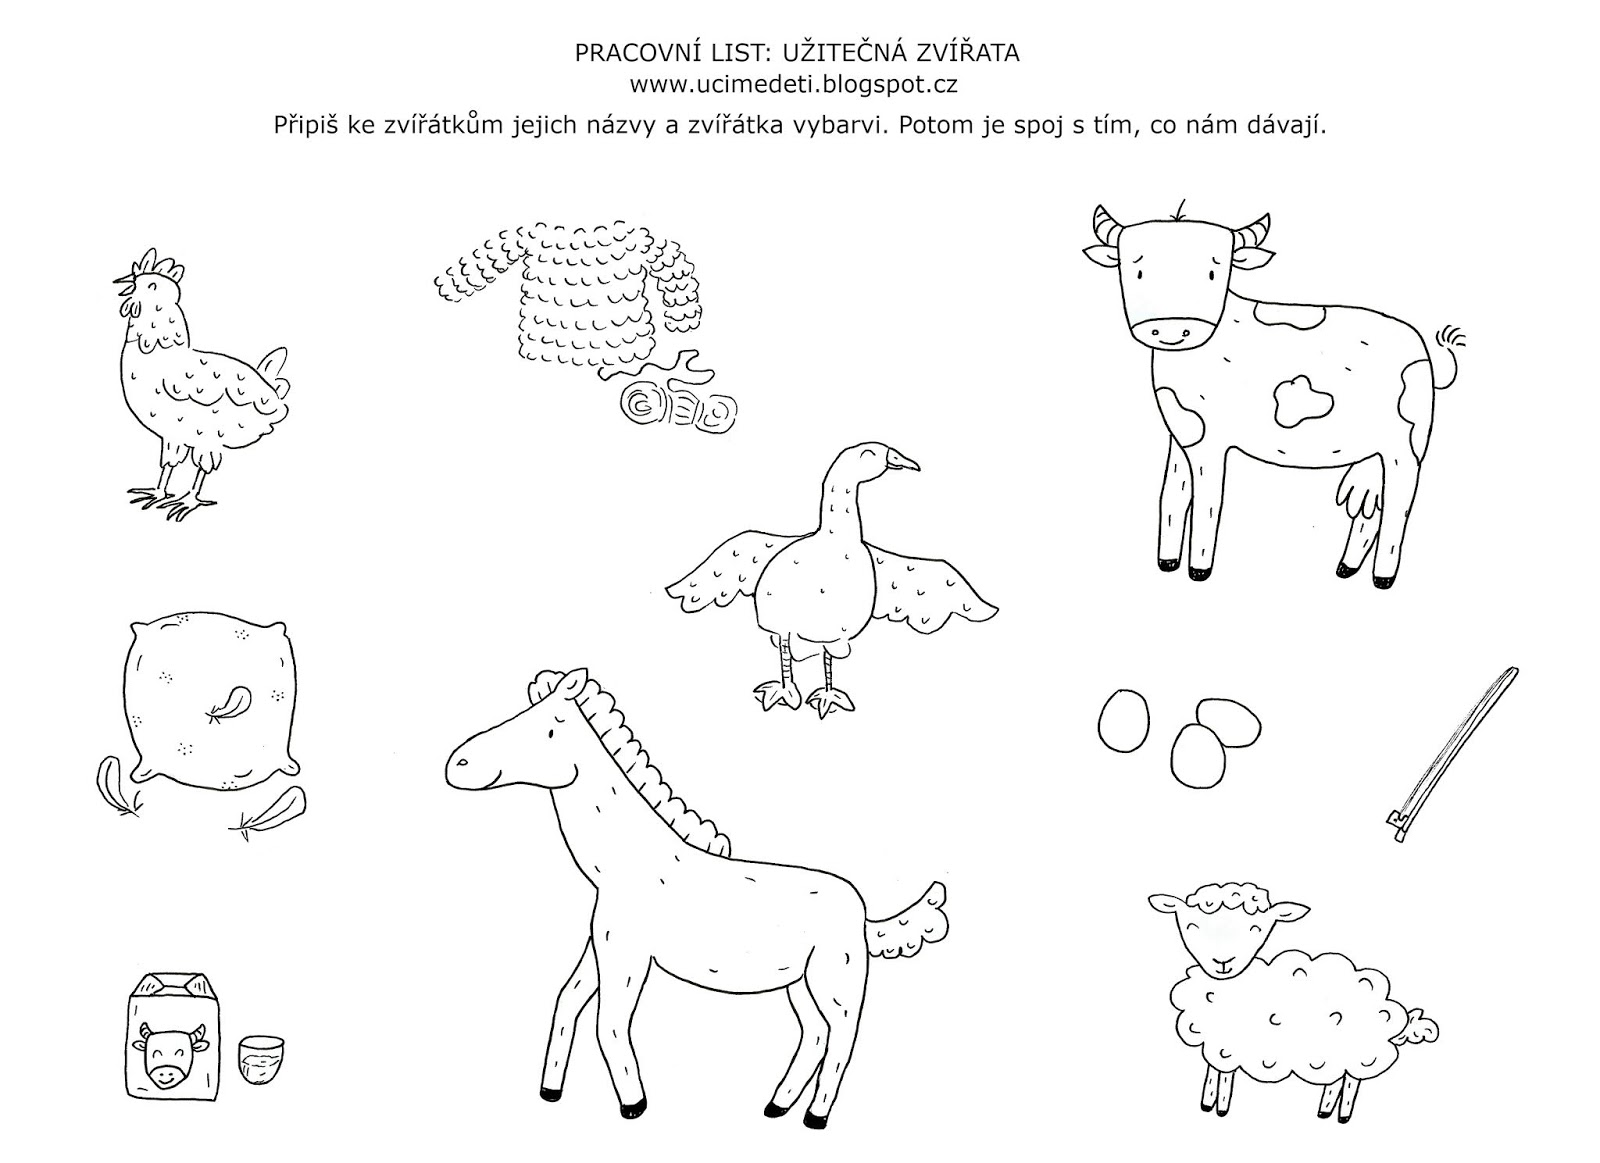 PRACOVNÍ LIST: UŽITEČNÁ ZVÍŘATA
www.ucimedeti.blogspot.cz
Připiš ke zvířátkům jejich názvy a zvířátka vybarvi. Potom je spoj s tím, co nám dávají.